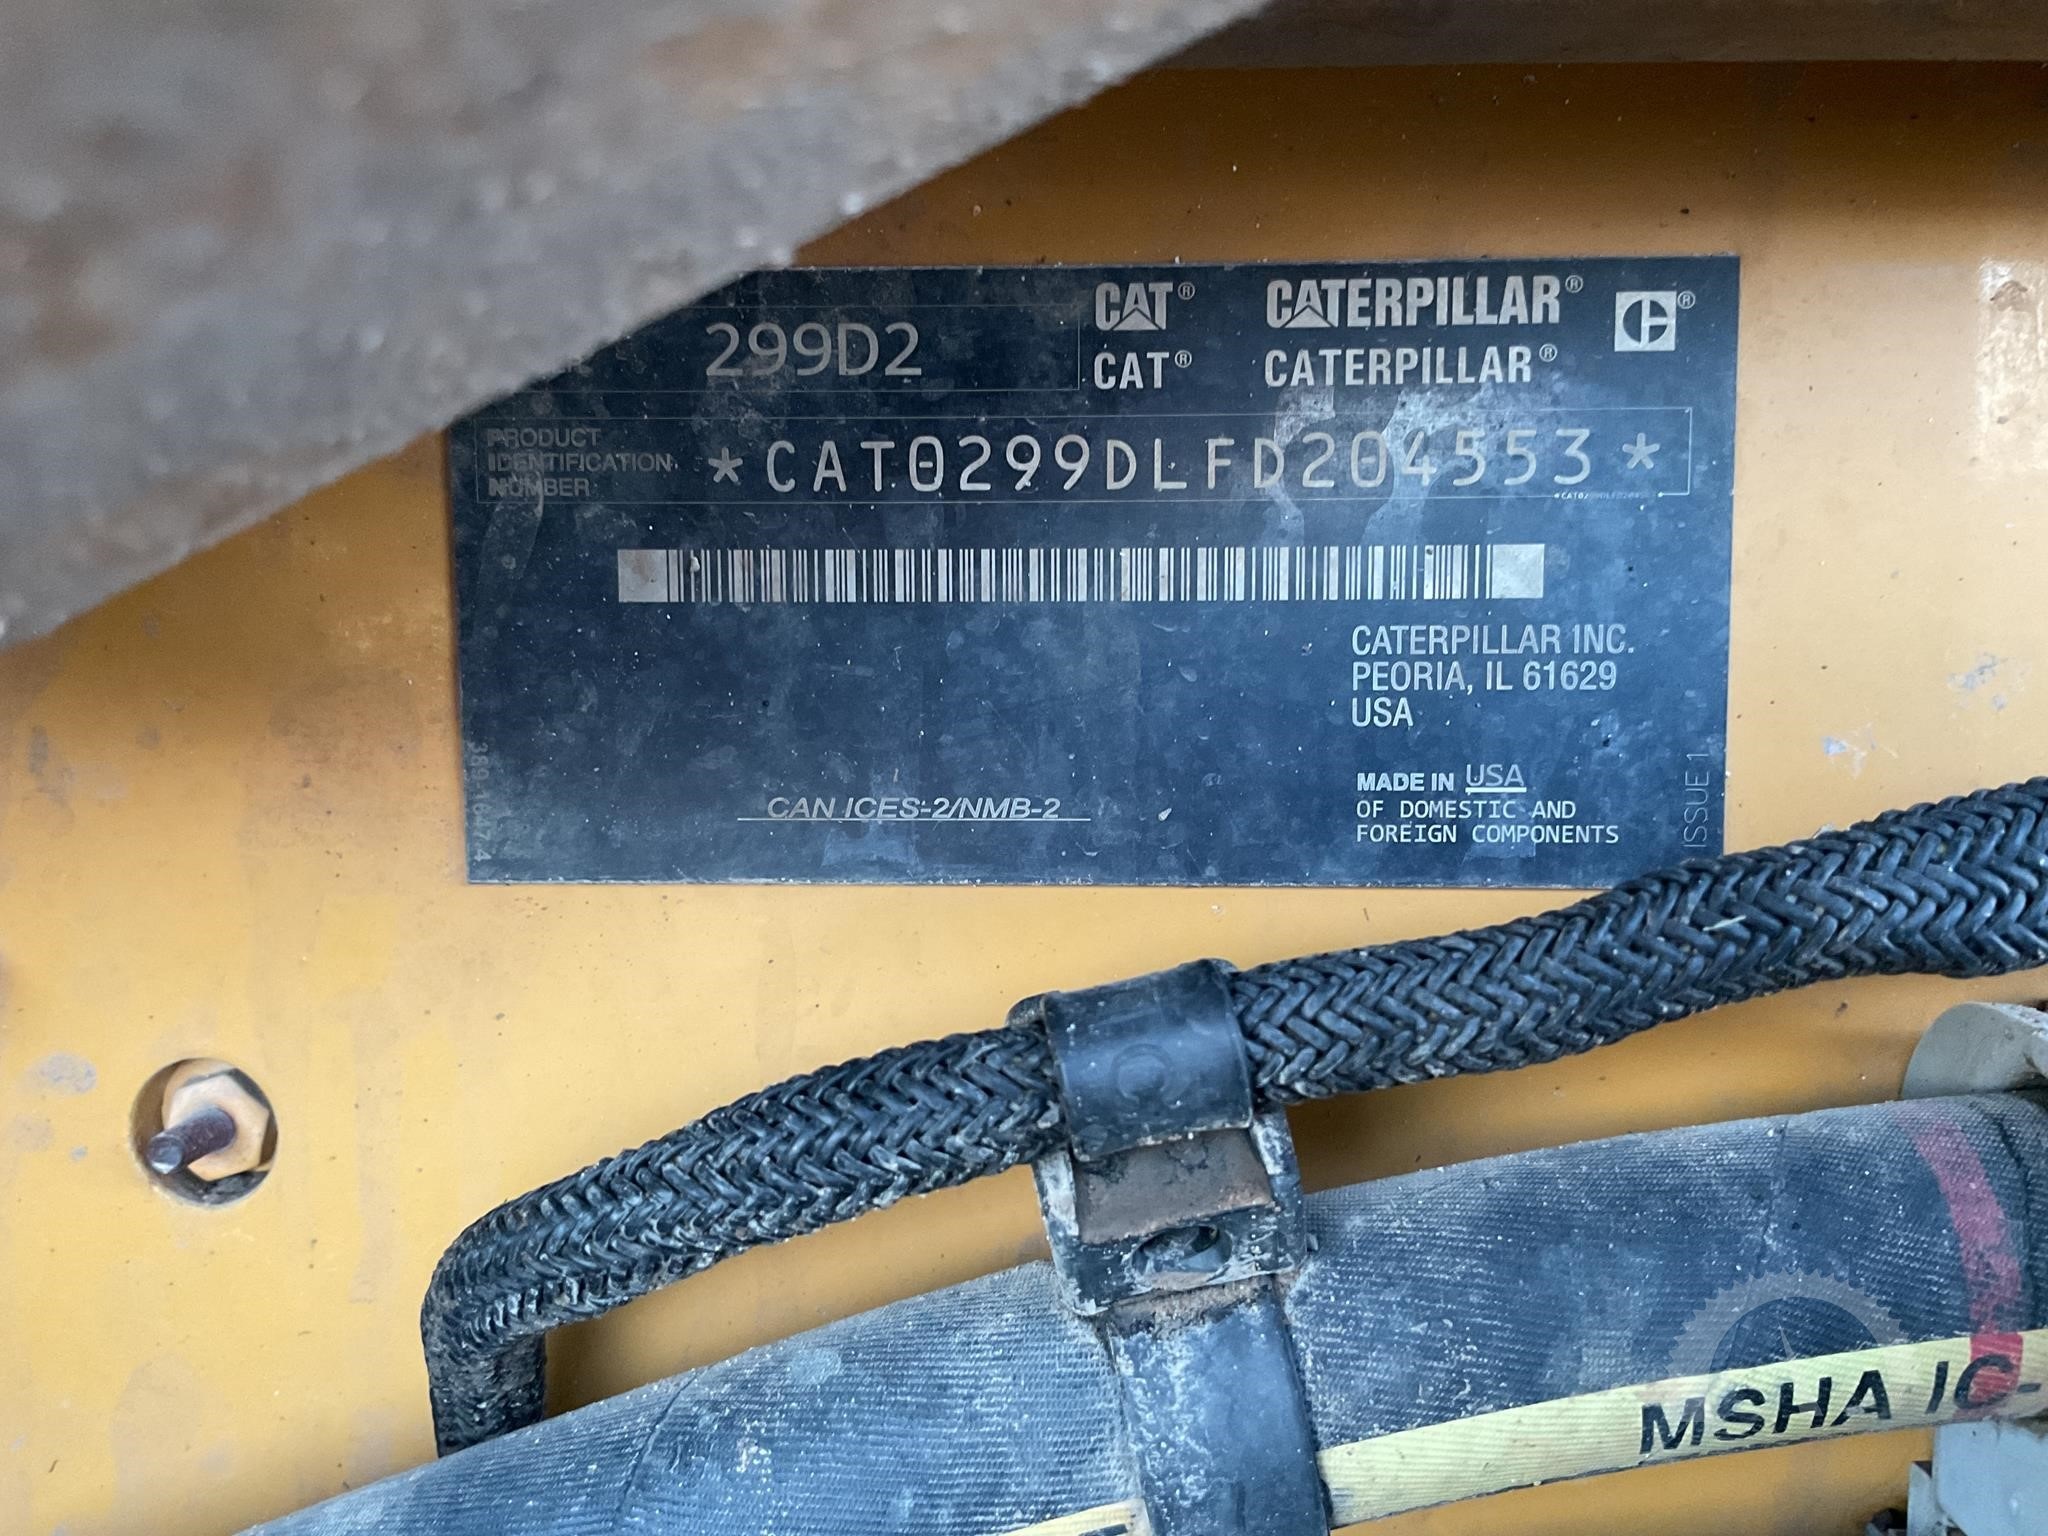 299D2
CAT® CATERPILLAR® ®
CAT® CATERPILLAR®
PRODUCT
IDENTIFICATION
NUMBER
*CAT0299DLFD204553*
CATERPILLAR INC.
PEORIA, IL 61629
USA
MADE IN USA
OF DOMESTIC AND
FOREIGN COMPONENTS
CAN ICES-2/NMB-2
ISSUE 1
MSHA IC-